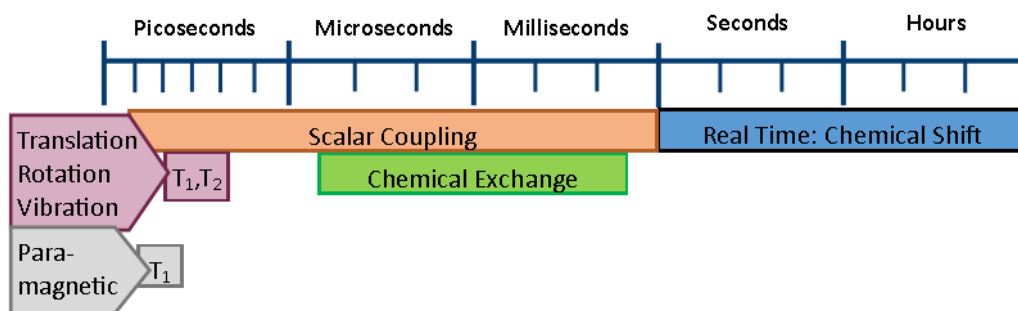 Picoseconds Microseconds Milliseconds Seconds Hours
Scalar Coupling Real Time: Chemical Shift
Translation
Rotation
Vibration
T₁,T₂ Chemical Exchange
Para-
magnetic
T₁